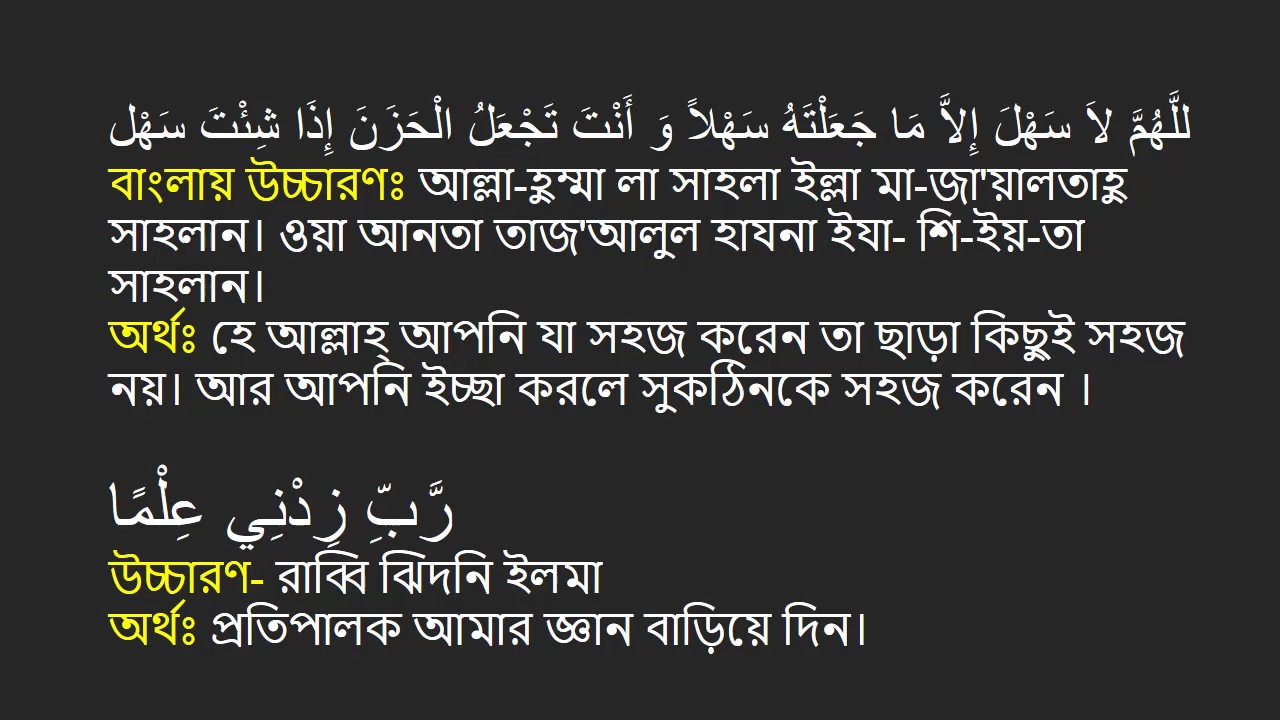 للَّهُمَّ لاَ سَهْلَ إِلاَّ مَا جَعَلْتَهُ سَهْلاً وَ أَنْتَ تَجْعَلُ الْحَزَنَ إِذَا شِئْتَ سَهْل
বাংলায় উচ্চারণঃ আল্লা-হুম্মা লা সাহলা ইল্লা মা-জা'য়ালতাহু
সাহলান। ওয়া আনতা তাজ'আলুল হাযনা ইযা- শি-ইয়-তা
সাহলান।
অর্থঃ হে আল্লাহ্ আপনি যা সহজ করেন তা ছাড়া কিছুই সহজ
নয়। আর আপনি ইচ্ছা করলে সুকঠিনকে সহজ করেন ।
رَّبِّ زِدْنِي عِلْمًا
উচ্চারণ- রাব্বি ঝিদনি ইলমা
অর্থঃ প্রতিপালক আমার জ্ঞান বাড়িয়ে দিন।